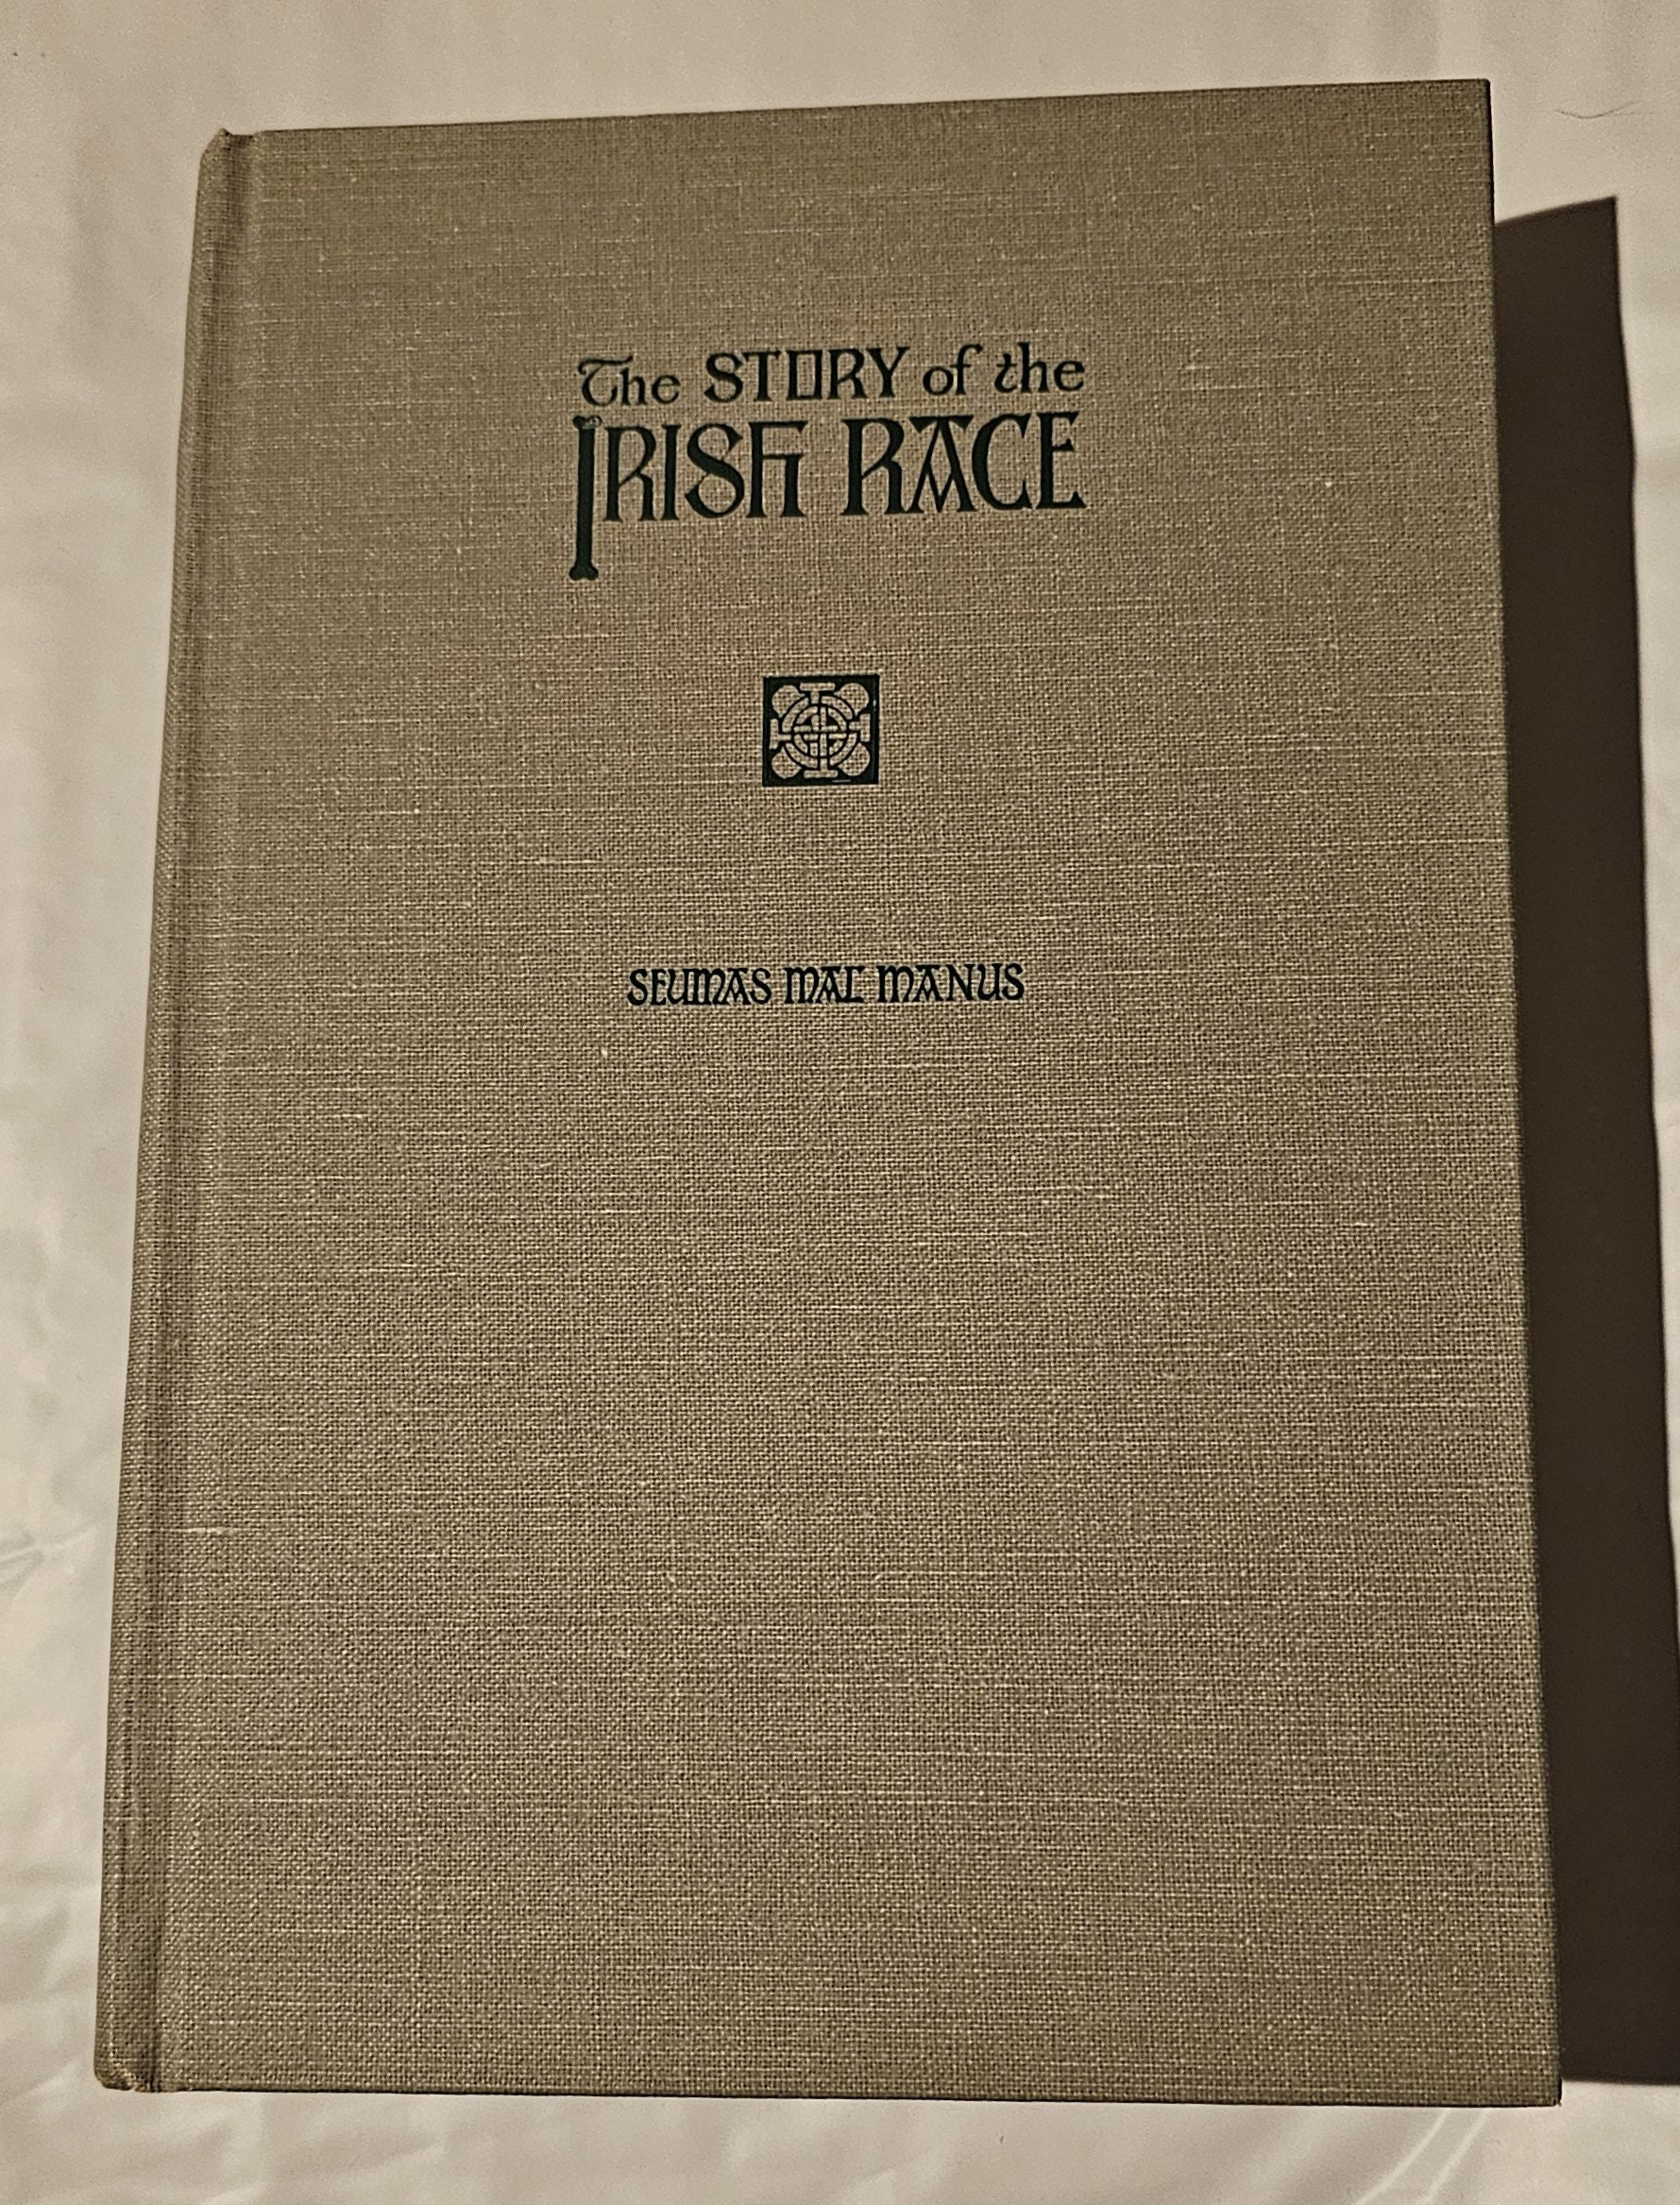 The STORY of the
IRISH RACE
SEUMAS MAC MANUS